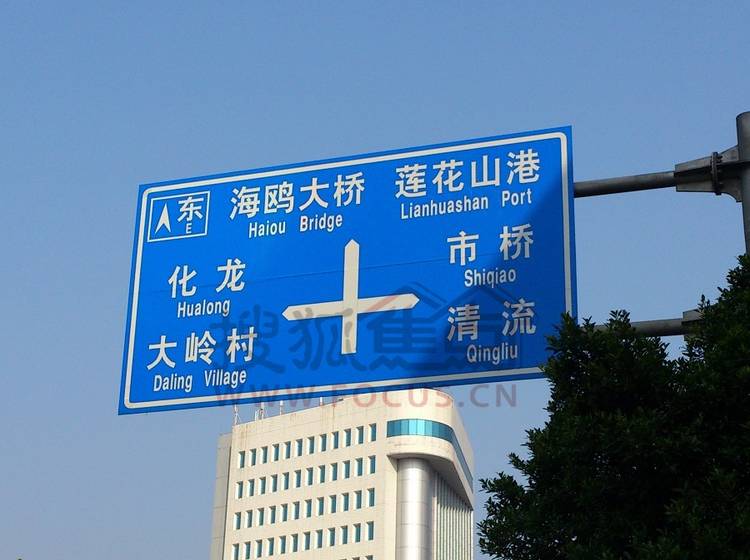 东
E
海鸥大桥
Haiou Bridge
莲花山港
Lianhuashan Port
化龙
Hualong
市桥
Shiqiao
大岭村
Daling Village
清流
Qingliu
搜狐焦点
WWW.FOCUS.CN